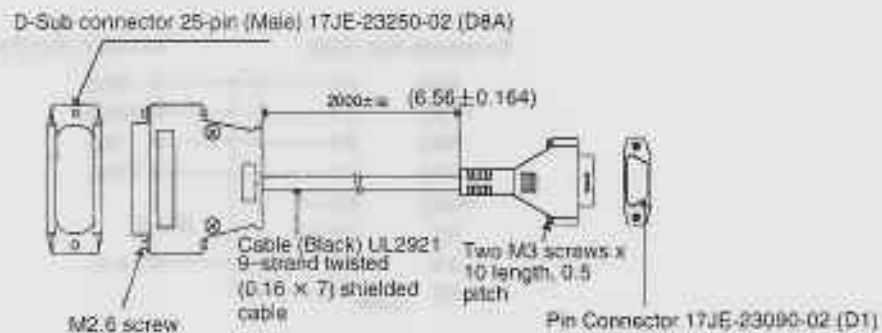 D-Sub connector 25-pin (Male) 17JE-23250-02 (D8A)
2000± (6.56±0.164)
Cable (Black) UL2921
9-strand twisted
(0.16 × 7) shielded
cable
Two M3 screws x
10 length, 0.5
pitch
M2.6 screw
Pin Connector 17JE-23090-02 (D1)